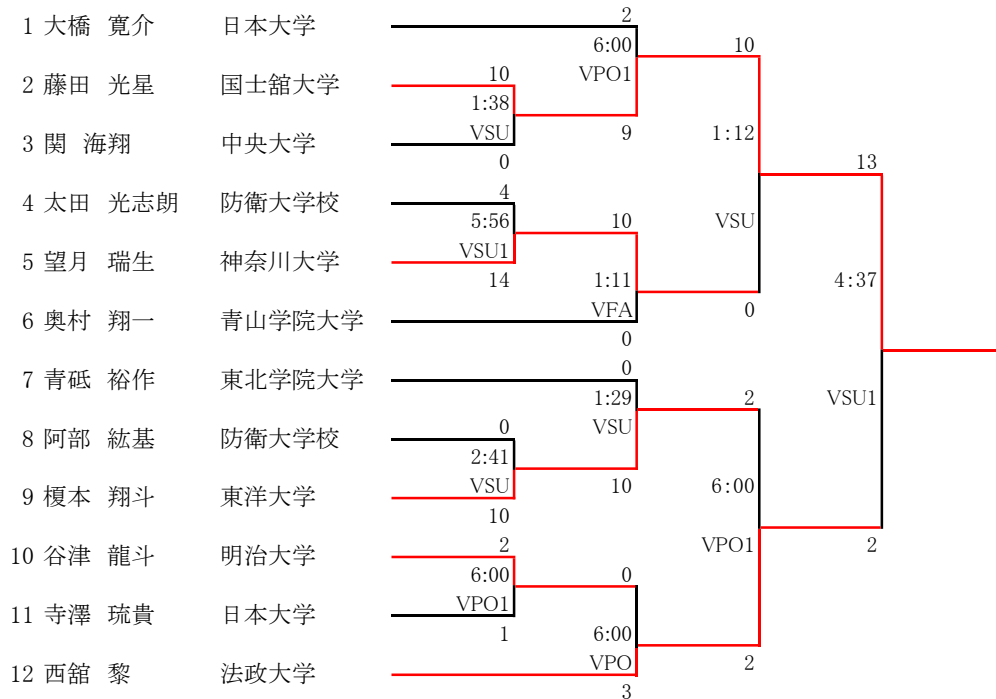 2
1 大橋 寛介 日本大学
6:00 10
VPO1
10
2 藤田 光星 国士舘大学
1:38
VSU 9 1:12
3 関 海翔 中央大学
0 13
4
4 太田 光志朗 防衛大学校
5:56 10 VSU
VSU1
5 望月 瑞生 神奈川大学
14 1:11 4:37
VFA 0
6 奥村 翔一 青山学院大学
0
0
7 青砥 裕作 東北学院大学
1:29 2 VSU1
VSU
0
8 阿部 紘基 防衛大学校
2:41
VSU 10 6:00
9 榎本 翔斗 東洋大学
10
2 VPO1 2
10 谷津 龍斗 明治大学
6:00 0
VPO1
11 寺澤 琉貴 日本大学
1 6:00
VPO 2
12 西舘 黎 法政大学
3